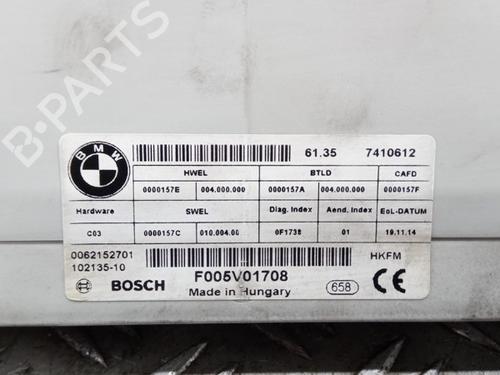 B-PARTS
BMW
61.35 7410612
HWEL BTLD CAFD
0000157E 004.000.000 0000157A 004.000.000 0000157F
Hardware SWEL Diag. Index Aend. Index EoL-DATUM
C03 0000157C 010.004.00 0F1738 01 19.11.14
0062152701 HKFM
102135-10
BOSCH F005V01708 658 CE
Made in Hungary